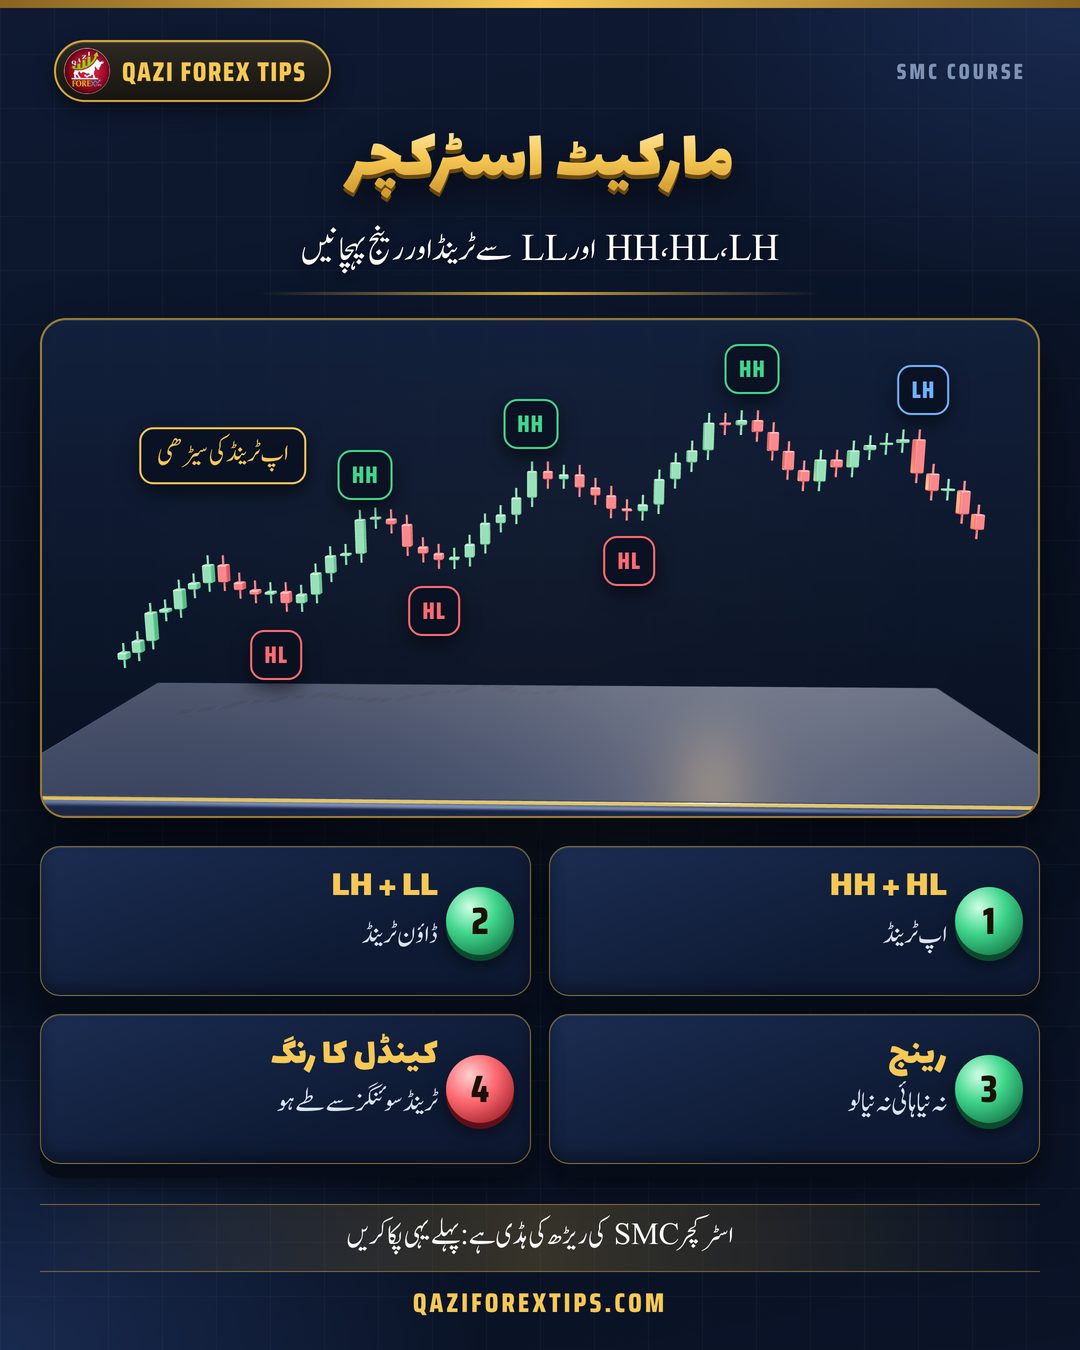 QAZI FOREX TIPS
SMC COURSE
مارکیٹ اسٹرکچر
HH، HL، LH اور LL سے ٹرینڈ اور رینج پہچانیں
HH
LH
HH
اپ ٹرینڈ کی سیڑھی
HH
HL
HL
HL
1
HH + HL
اپ ٹرینڈ
2
LH + LL
ڈاؤن ٹرینڈ
3
رینج
نہ نیا ہائی نہ نیا لو
4
کینڈل کا رنگ
ٹرینڈ سوئنگز سے طے ہو
اسٹرکچر SMC کی ریڑھ کی ہڈی ہے: پہلے یہی پکا کریں
QAZIFOREXTIPS.COM